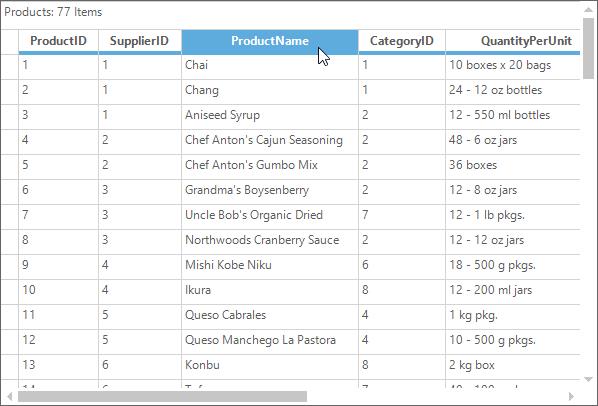 Products: 77 Items
ProductID SupplierID ProductName CategoryID QuantityPerUnit
1 1 Chai 1 10 boxes x 20 bags
2 1 Chang 1 24 - 12 oz bottles
3 1 Aniseed Syrup 2 12 - 550 ml bottles
4 2 Chef Anton's Cajun Seasoning 2 48 - 6 oz jars
5 2 Chef Anton's Gumbo Mix 2 36 boxes
6 3 Grandma's Boysenberry 2 12 - 8 oz jars
7 3 Uncle Bob's Organic Dried 7 12 - 1 lb pkgs.
8 3 Northwoods Cranberry Sauce 2 12 - 12 oz jars
9 4 Mishi Kobe Niku 6 18 - 500 g pkgs.
10 4 Ikura 8 12 - 200 ml jars
11 5 Queso Cabrales 4 1 kg pkg.
12 5 Queso Manchego La Pastora 4 10 - 500 g pkgs.
13 6 Konbu 8 2 kg box